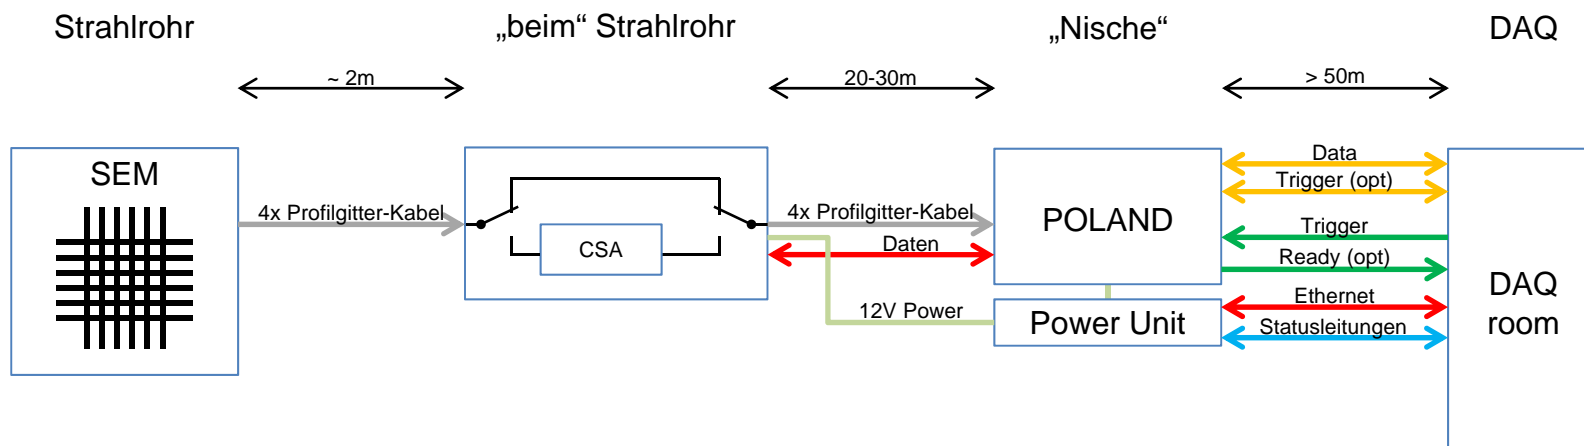 Strahlrohr
„beim“ Strahlrohr
„Nische“
DAQ
~ 2m
20-30m
> 50m
SEM
4x Profilgitter-Kabel
CSA
4x Profilgitter-Kabel
Daten
12V Power
POLAND
Power Unit
Data
Trigger (opt)
Trigger
Ready (opt)
Ethernet
Statusleitungen
DAQ
room